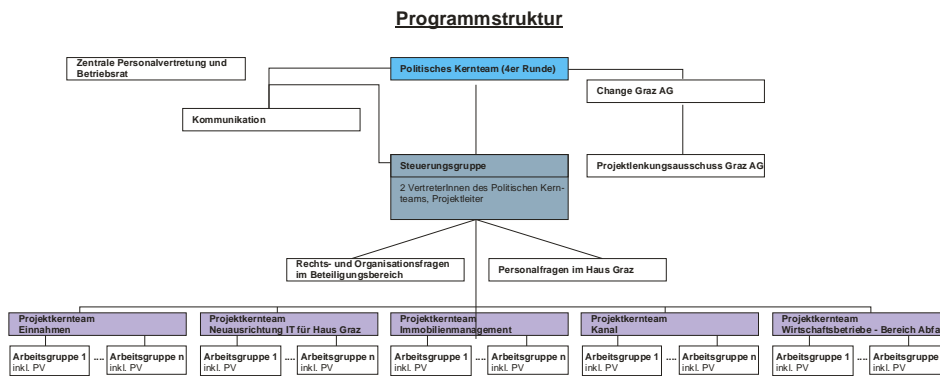 Programmstruktur
Zentrale Personalvertretung und
Betriebsrat
Politisches Kernteam (4er Runde)
Change Graz AG
Kommunikation
Steuerungsgruppe
2 VertreterInnen des Politischen Kern-
teams, Projektleiter
Projektlenkungsausschuss Graz AG
Rechts- und Organisationsfragen
im Beteiligungsbereich
Personalfragen im Haus Graz
Projektkernteam
Einnahmen
Projektkernteam
Neuausrichtung IT für Haus Graz
Projektkernteam
Immobilienmanagement
Projektkernteam
Kanal
Projektkernteam
Wirtschaftsbetriebe - Bereich Abfa
Arbeitsgruppe 1
inkl. PV
....
Arbeitsgruppe n
inkl. PV
Arbeitsgruppe 1
inkl. PV
....
Arbeitsgruppe n
inkl. PV
Arbeitsgruppe 1
inkl. PV
....
Arbeitsgruppe n
inkl. PV
Arbeitsgruppe 1
inkl. PV
....
Arbeitsgruppe n
inkl. PV
Arbeitsgruppe 1
inkl. PV
....
Arbeitsgruppe
inkl. PV